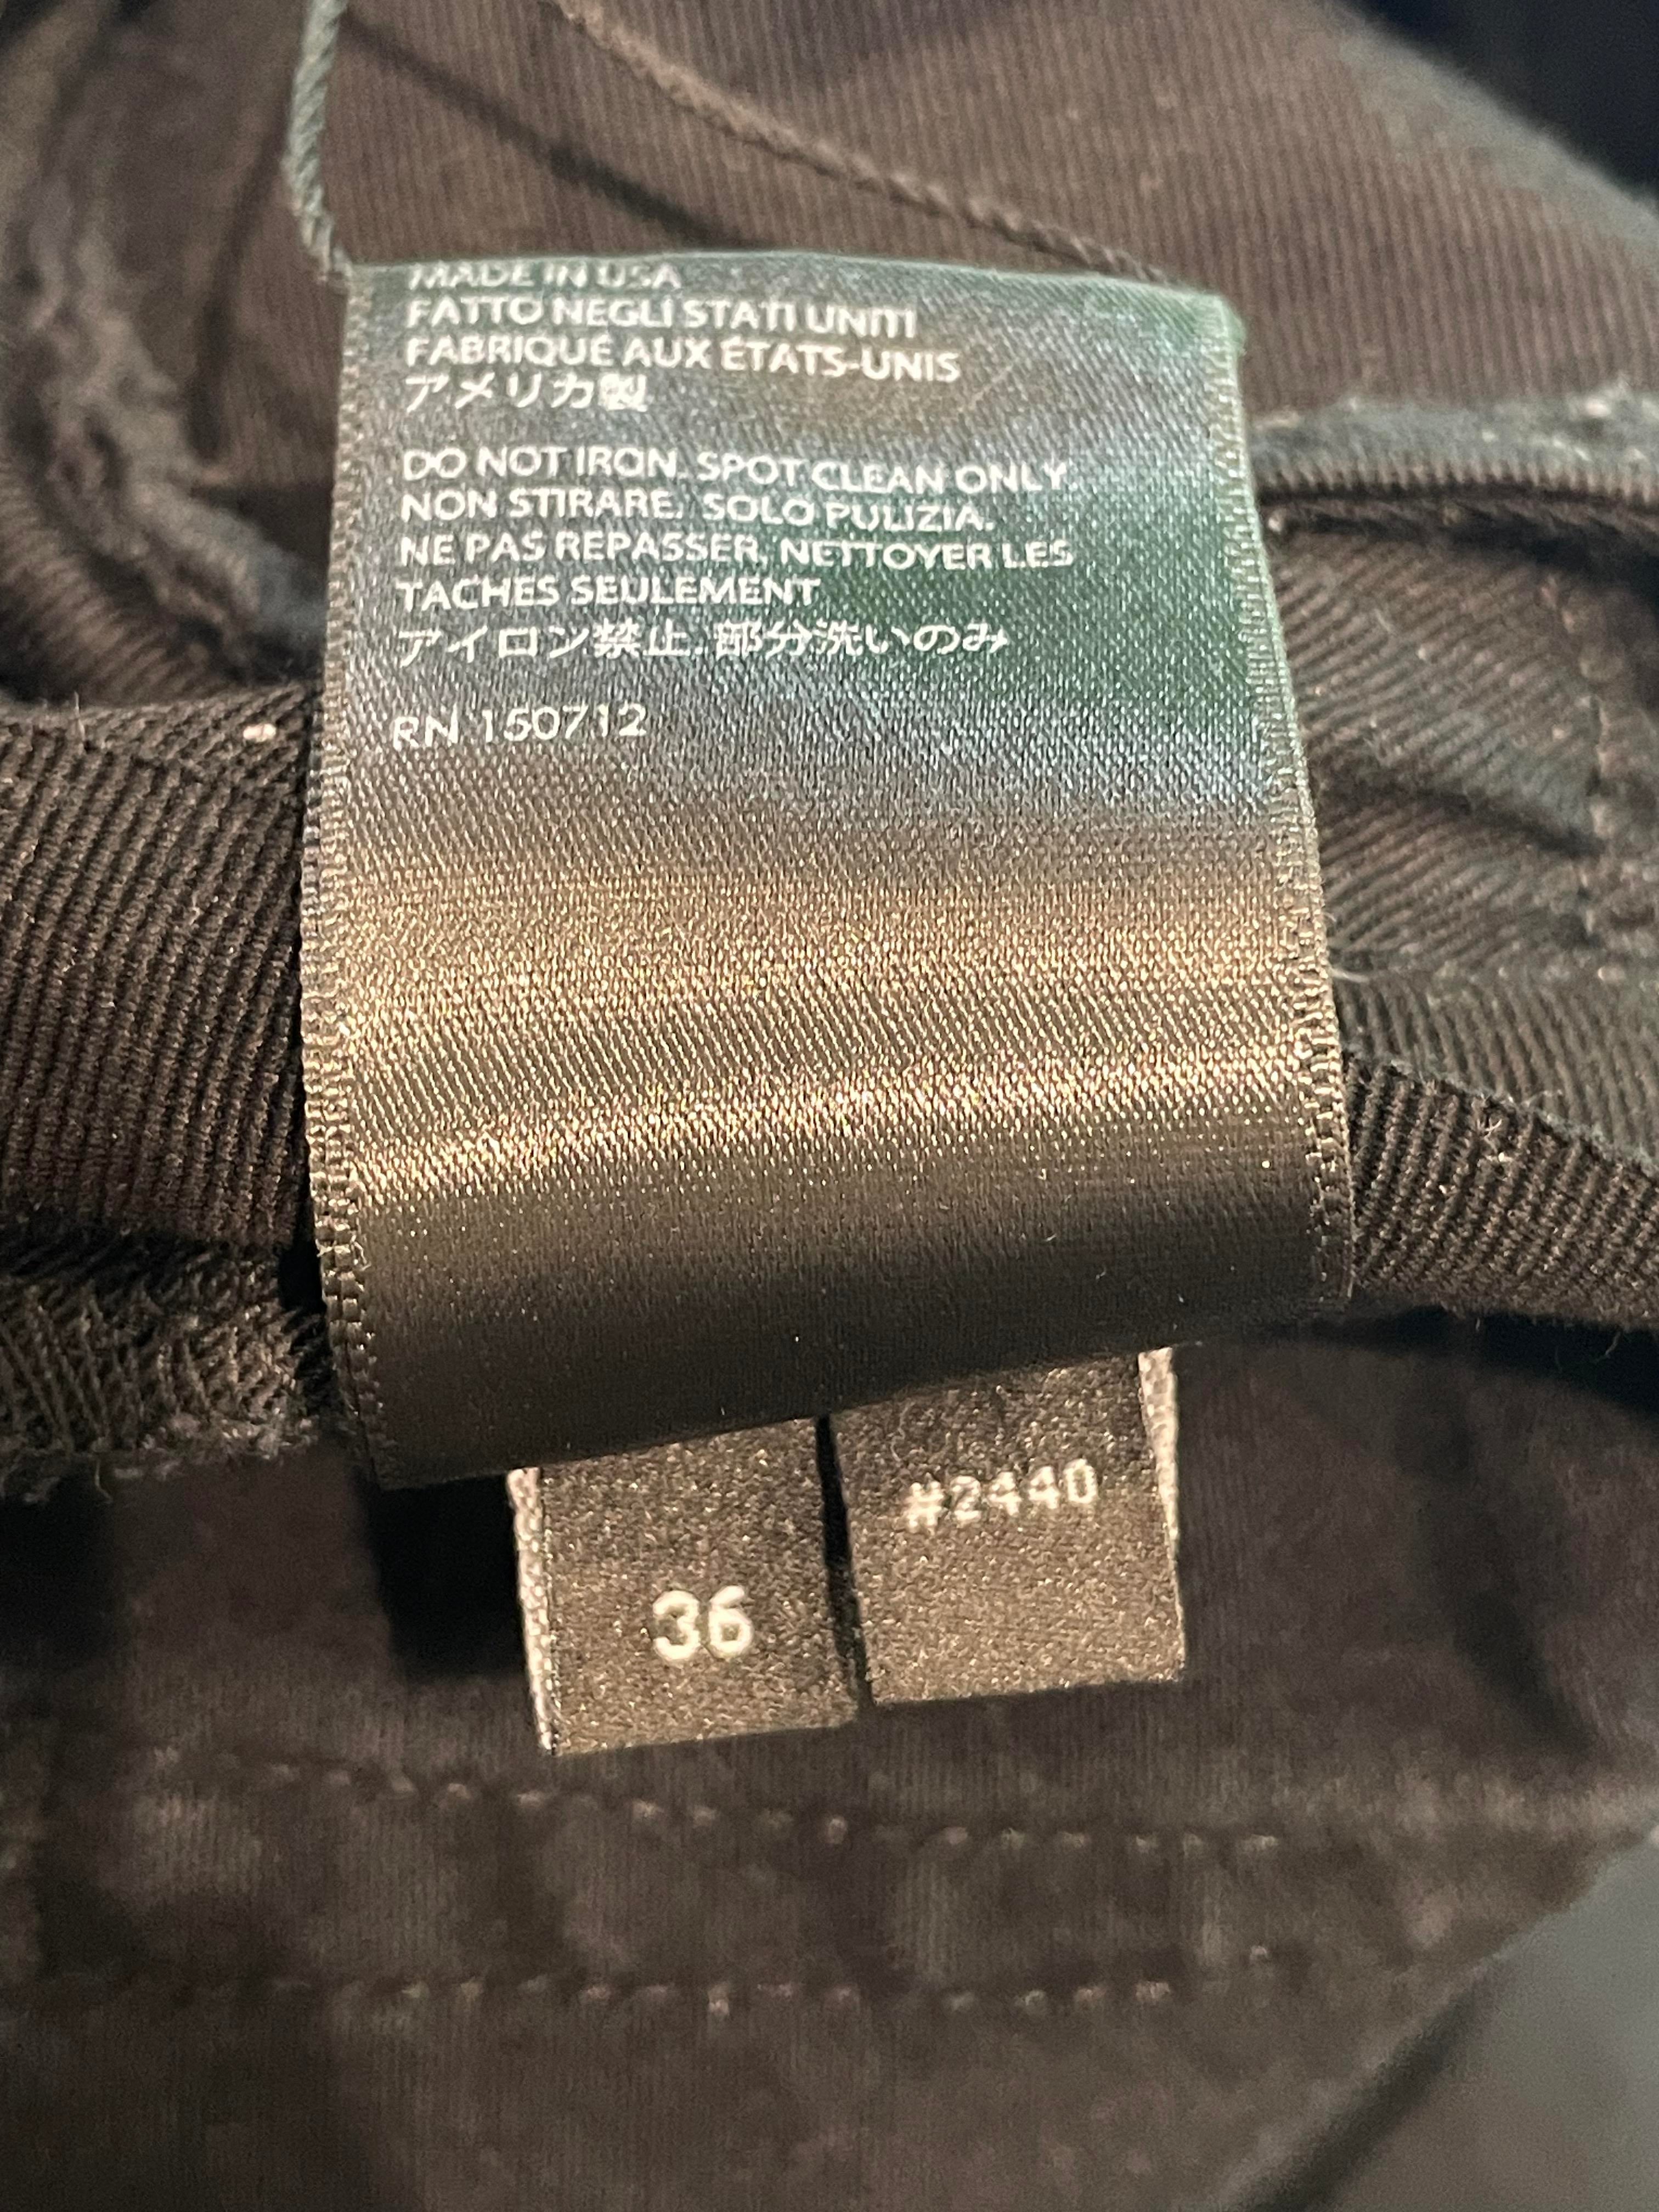 MADE IN USA
FATTO NEGLI STATI UNITI
FABRIQUE AUX ÉTATS-UNIS
アメリカ製
DO NOT IRON. SPOT CLEAN ONLY.
NON STIRARE. SOLO PULIZIA.
NE PAS REPASSER. NETTOYER LES
TACHES SEULEMENT
アイロン禁止. 部分洗いのみ
RN 150712
#2440
36